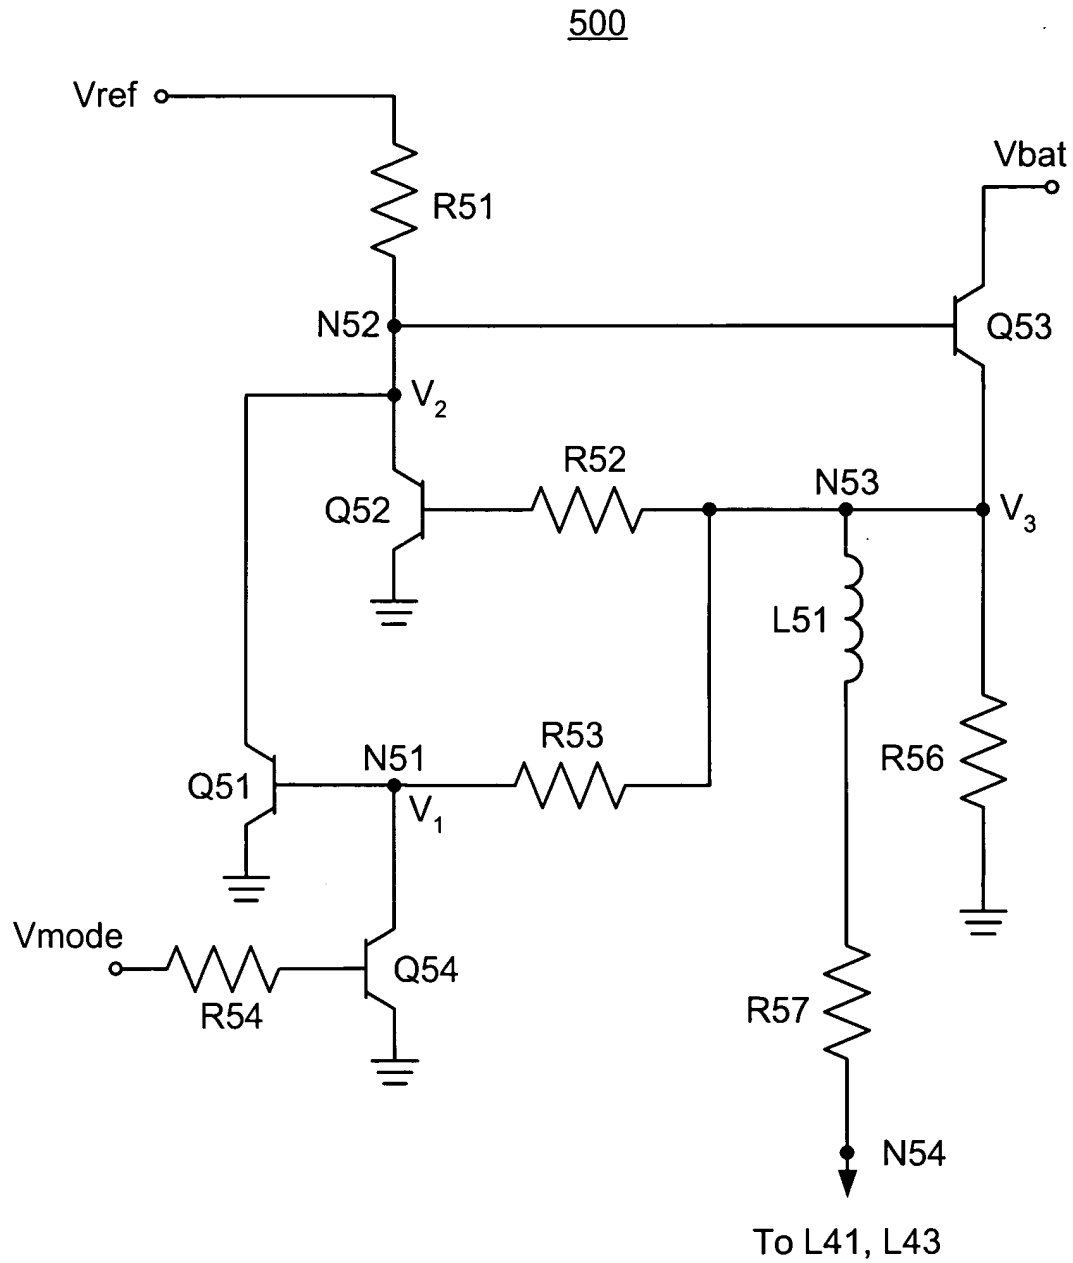 500
Vref
Vbat
R51
N52
Q53
V2
R52
N53
Q52
V3
L51
R53
N51
R56
Q51
V1
Vmode
Q54
R54
R57
N54
To L41, L43